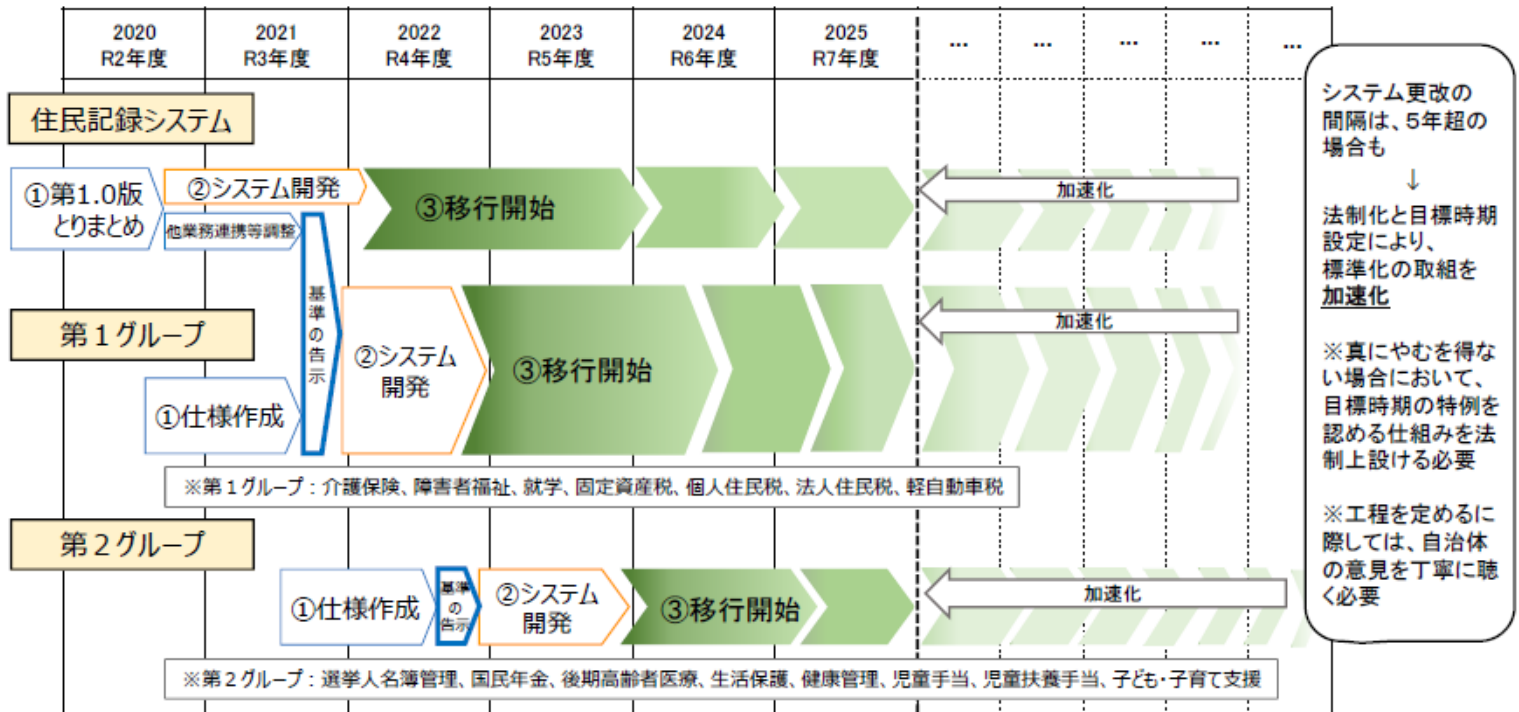 2020
R2年度
2021
R3年度
2022
R4年度
2023
R5年度
2024
R6年度
2025
R7年度
…
…
…
…
…
住民記録システム
①第1.0版
とりまとめ
②システム開発
他業務連携等調整
③移行開始
加速化
基準の告示
第1グループ
①仕様作成
②システム
開発
③移行開始
加速化
※第1グループ:介護保険、障害者福祉、就学、固定資産税、個人住民税、法人住民税、軽自動車税
第2グループ
①仕様作成
基準
の
告示
②システム
開発
③移行開始
加速化
※第2グループ:選挙人名簿管理、国民年金、後期高齢者医療、生活保護、健康管理、児童手当、児童扶養手当、子ども・子育て支援
システム更改の
間隔は、5年超の
場合も
↓
法制化と目標時期
設定により、
標準化の取組を
加速化
※真にやむを得な
い場合において、
目標時期の特例を
認める仕組みを法
制上設ける必要
※工程を定めるに
際しては、自治体
の意見を丁寧に聴
く必要